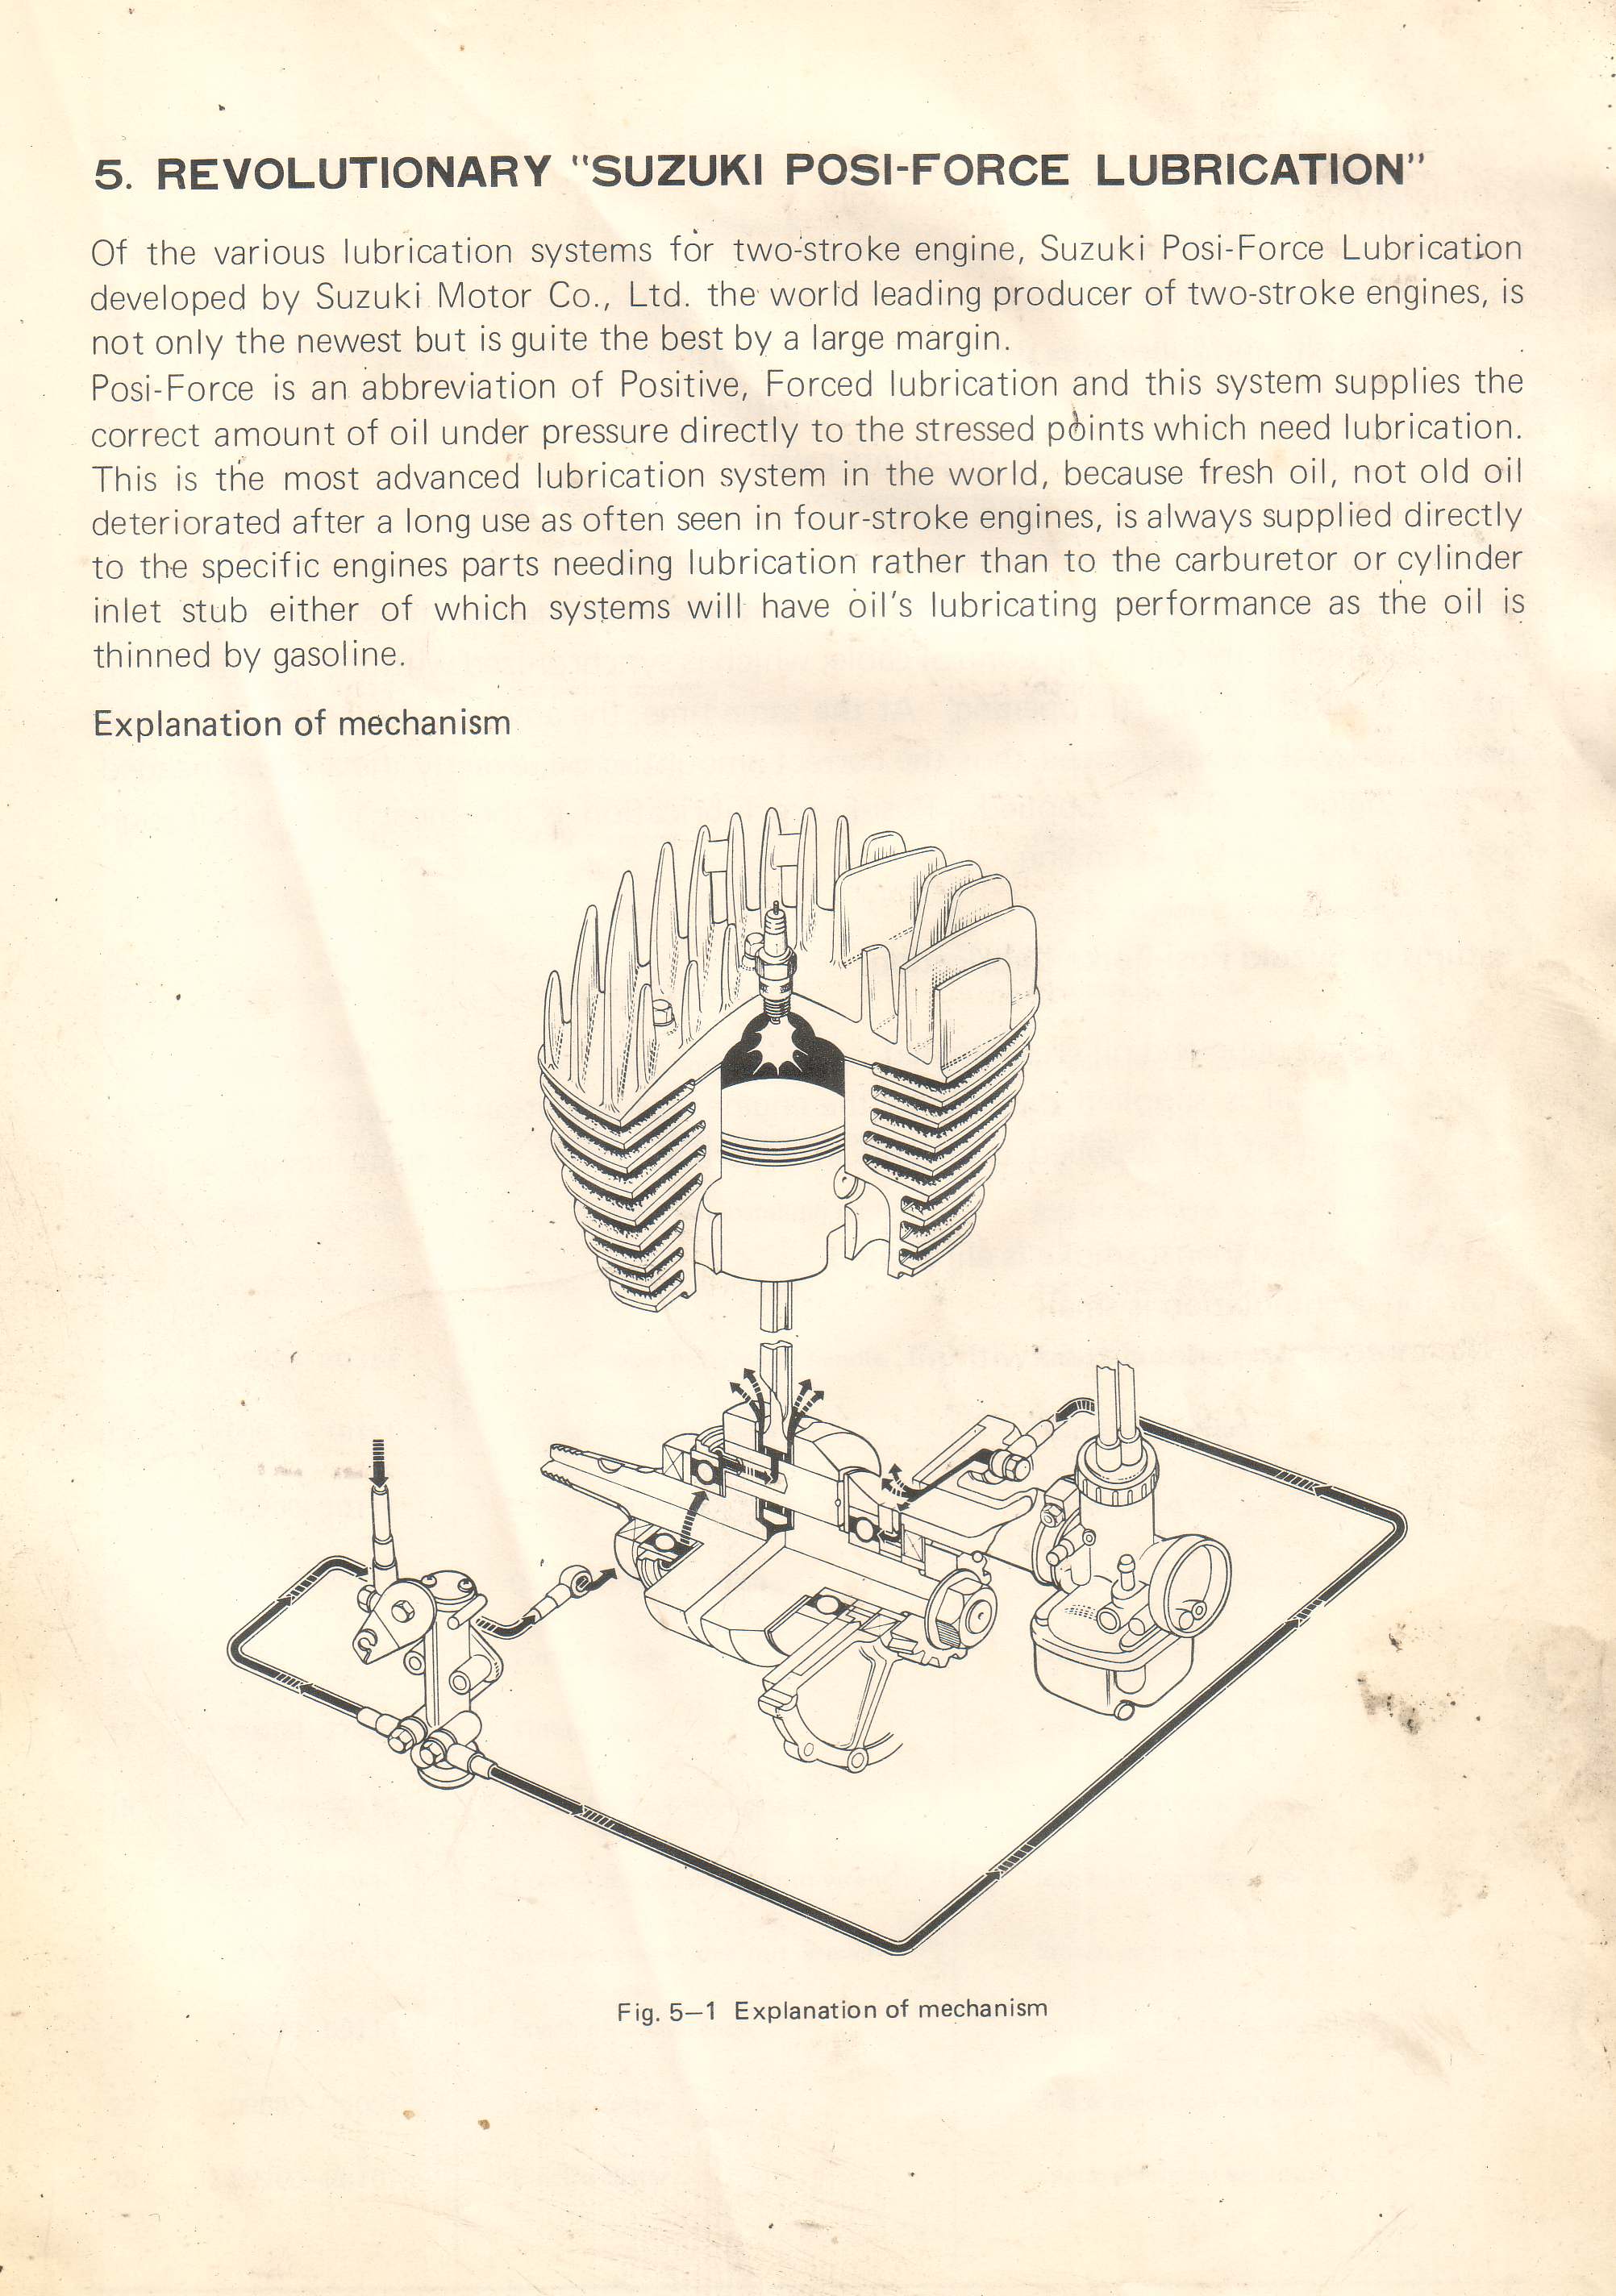 5. REVOLUTIONARY "SUZUKI POSI-FORCE LUBRICATION"
Of the various lubrication systems for two-stroke engine, Suzuki Posi-Force Lubrication
developed by Suzuki Motor Co., Ltd. the world leading producer of two-stroke engines, is
not only the newest but is guite the best by a large margin.
Posi-Force is an abbreviation of Positive, Forced lubrication and this system supplies the
correct amount of oil under pressure directly to the stressed points which need lubrication.
This is the most advanced lubrication system in the world, because fresh oil, not old oil
deteriorated after a long use as often seen in four-stroke engines, is always supplied directly
to the specific engines parts needing lubrication rather than to the carburetor or cylinder
inlet stub either of which systems will have oil's lubricating performance as the oil is
thinned by gasoline.
Explanation of mechanism
Fig. 5–1 Explanation of mechanism